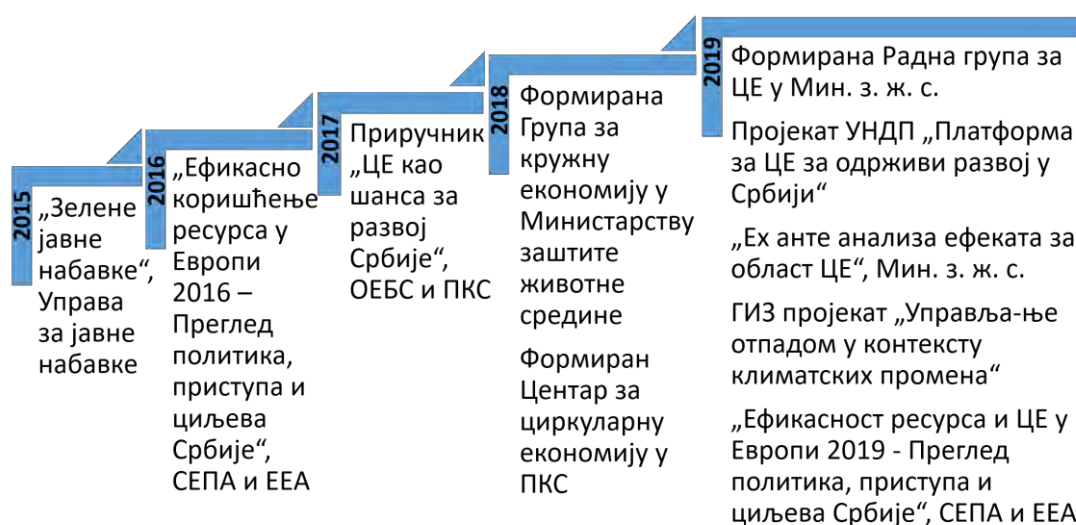 2015
„Зелене
јавне
набавке“,
Управа
за јавне
набавке
2016
„Ефикасно
коришћење
ресурса у
Европи
2016 –
Преглед
политика,
приступа и
циљева
Србије“,
СЕПА и ЕЕА
2017
Приручник
„ЦЕ као
шанса за
развој
Србије“,
ОЕБС и ПКС
2018
Формирана
Група за
кружну
економију у
Министарству
заштите
животне
средине
Формиран
Центар за
циркуларну
економију у
ПКС
2019
Формирана Радна група за
ЦЕ у Мин. з. ж. с.
Пројекат УНДП „Платформа
за ЦЕ за одрживи развој у
Србији“
„Ех анте анализа ефеката за
област ЦЕ“, Мин. з. ж. с.
ГИЗ пројекат „Управља-ње
отпадом у контексту
климатских промена“
„Ефикасност ресурса и ЦЕ у
Европи 2019 - Преглед
политика, приступа и
циљева Србије“, СЕПА и ЕЕА